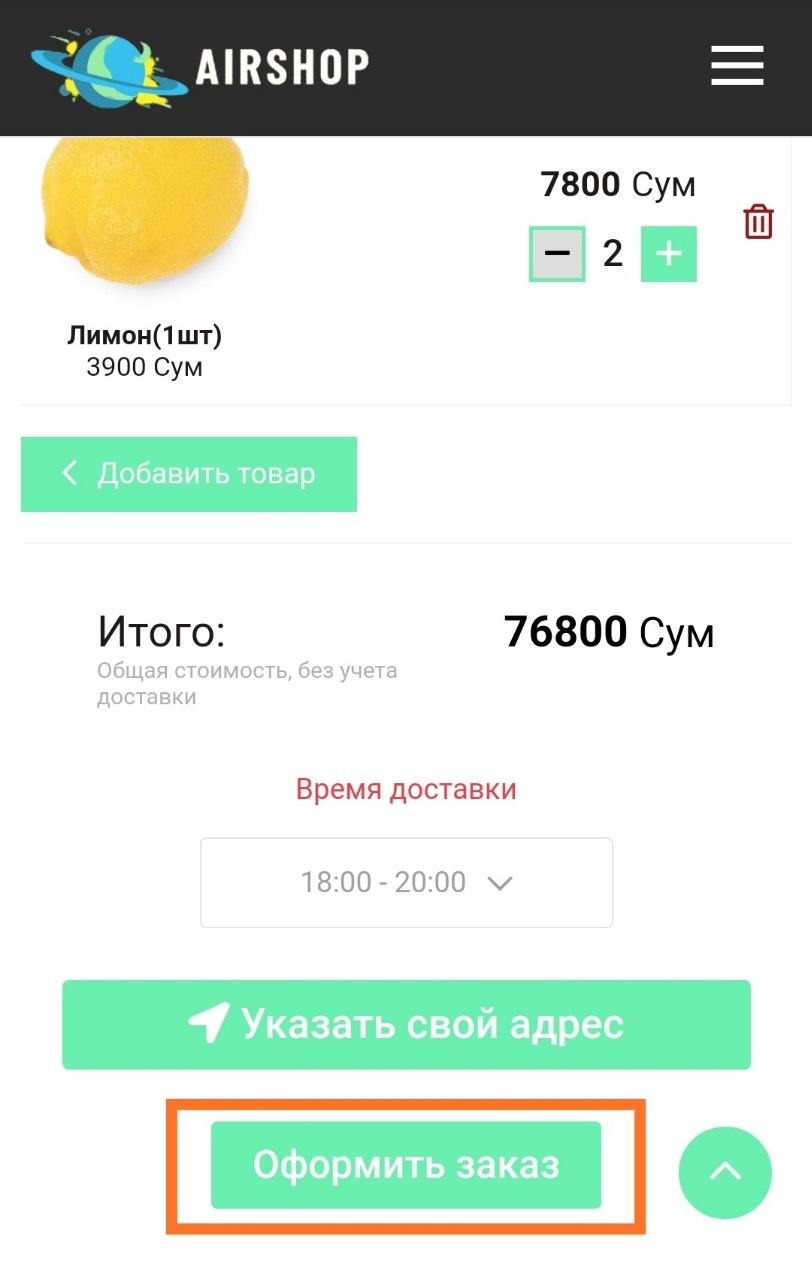 AIRSHOP
7800 Сум
2
Лимон(1шт)
3900 Сум
Добавить товар
Итого:
76800 Сум
Общая стоимость, без учета
доставки
Время доставки
18:00 - 20:00
Указать свой адрес
Оформить заказ